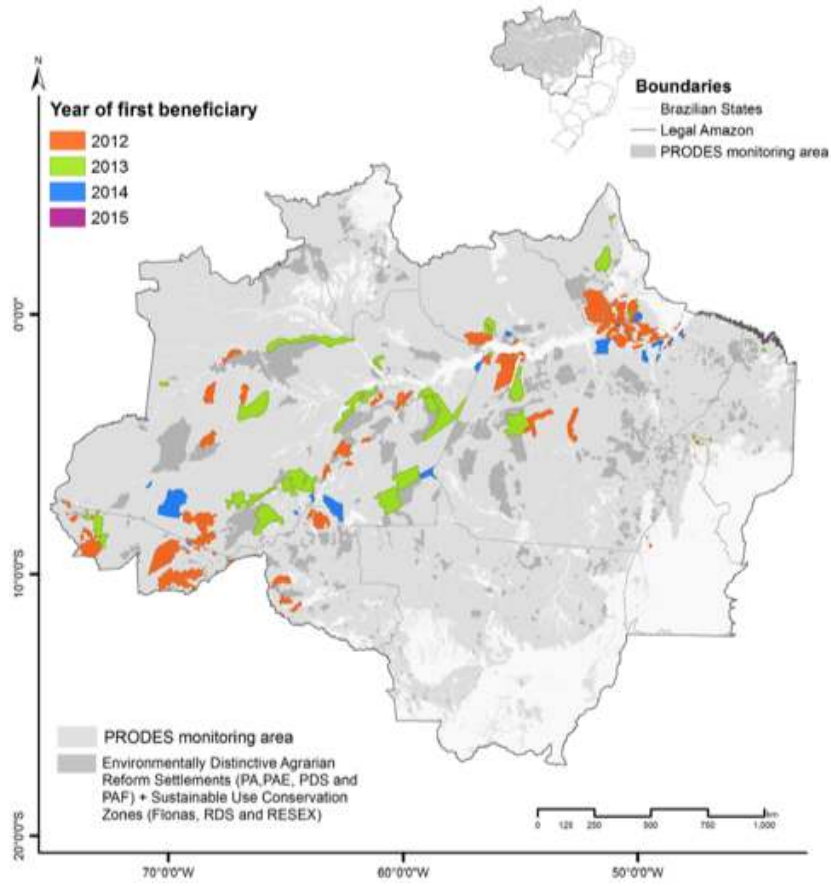 Boundaries
Brazilian States
Legal Amazon
PRODES monitoring area
N
Year of first beneficiary
2012
2013
2014
2015
0°0'0"
10°0'0"S
20°0'0"S
PRODES monitoring area
Environmentally Distinctive Agrarian
Reform Settlements (PA,PAE, PDS and
PAF) + Sustainable Use Conservation
Zones (Flonas, RDS and RESEX)
km
0 125 250 500 750 1,000
70°0'0"W 60°0'0"W 50°0'0"W